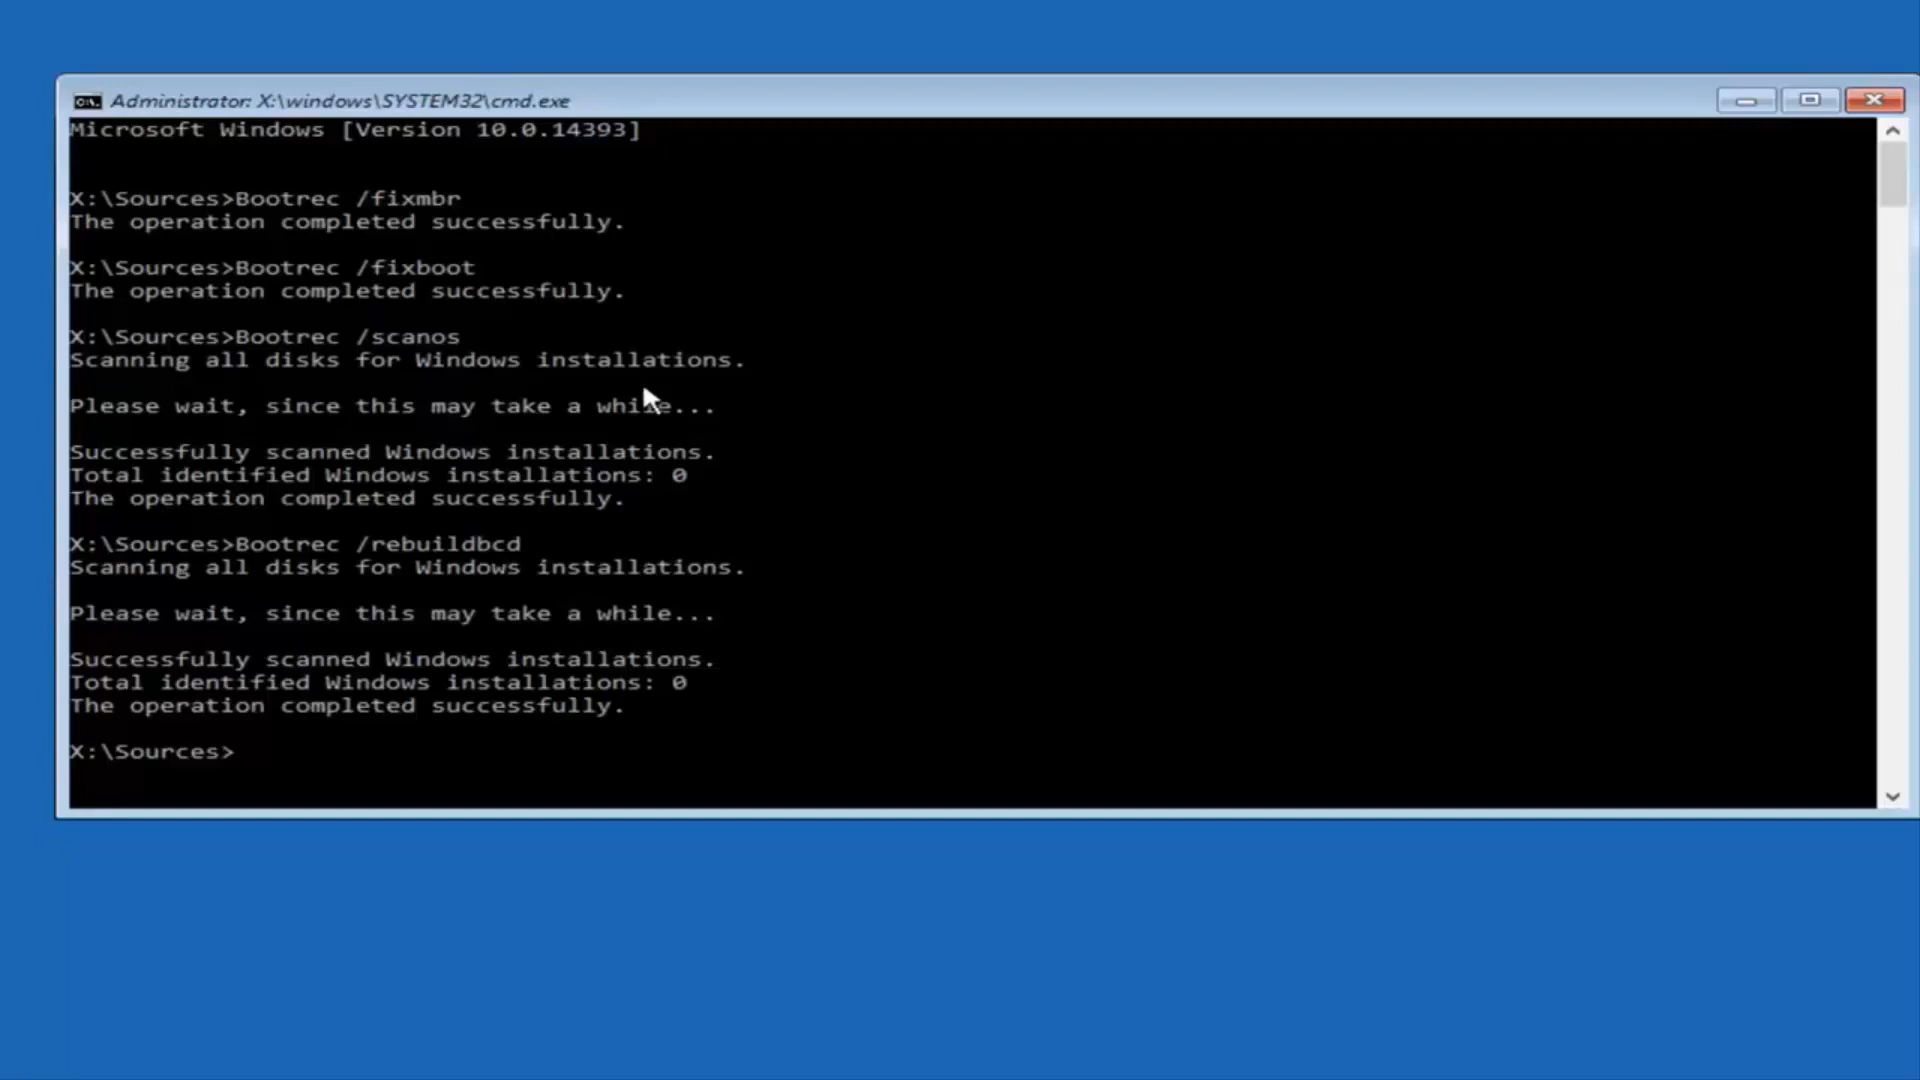 Administrator: X:\windows\SYSTEM32\cmd.exe
Microsoft Windows [Version 10.0.14393]
X:\Sources>Bootrec /fixmbr
The operation completed successfully.
X:\Sources>Bootrec /fixboot
The operation completed successfully.
X:\Sources>Bootrec /scanos
Scanning all disks for Windows installations.
Please wait, since this may take a while...
Successfully scanned Windows installations.
Total identified Windows installations: 0
The operation completed successfully.
X:\Sources>Bootrec /rebuildbcd
Scanning all disks for Windows installations.
Please wait, since this may take a while...
Successfully scanned Windows installations.
Total identified Windows installations: 0
The operation completed successfully.
X:\Sources>